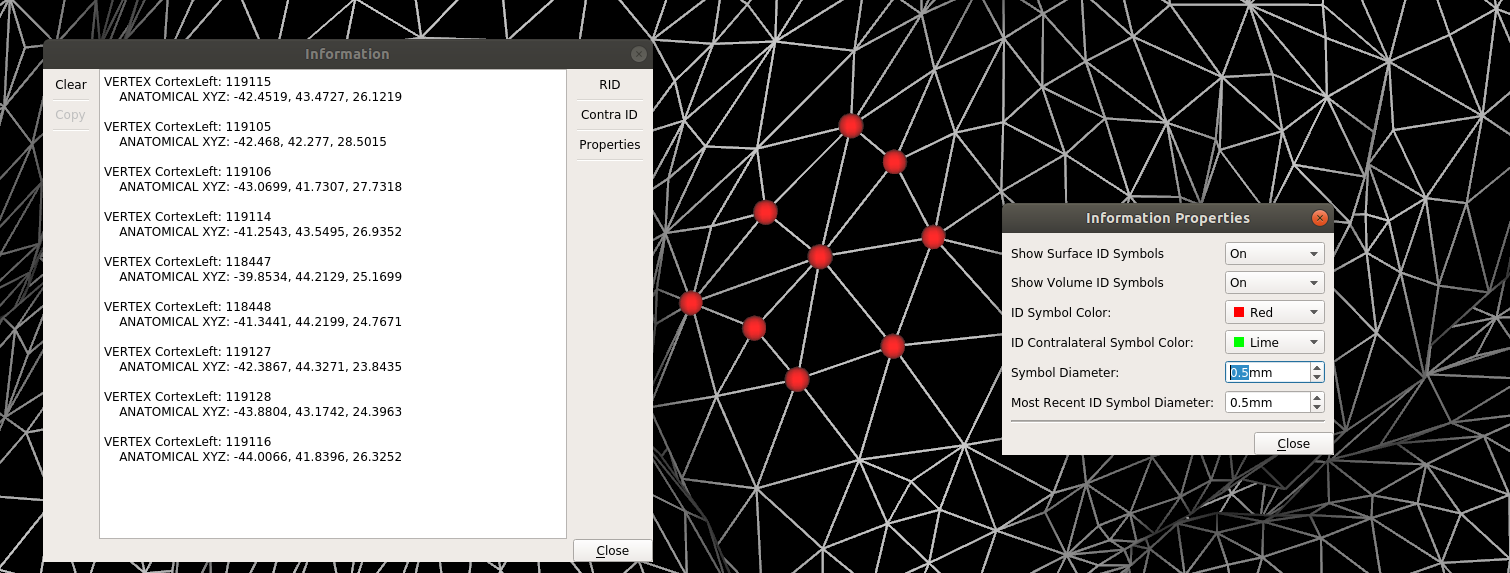 Information
Clear
Copy
VERTEX CortexLeft: 119115
ANATOMICAL XYZ: -42.4519, 43.4727, 26.1219
VERTEX CortexLeft: 119105
ANATOMICAL XYZ: -42.468, 42.277, 28.5015
VERTEX CortexLeft: 119106
ANATOMICAL XYZ: -43.0699, 41.7307, 27.7318
VERTEX CortexLeft: 119114
ANATOMICAL XYZ: -41.2543, 43.5495, 26.9352
VERTEX CortexLeft: 118447
ANATOMICAL XYZ: -39.8534, 44.2129, 25.1699
VERTEX CortexLeft: 118448
ANATOMICAL XYZ: -41.3441, 44.2199, 24.7671
VERTEX CortexLeft: 119127
ANATOMICAL XYZ: -42.3867, 44.3271, 23.8435
VERTEX CortexLeft: 119128
ANATOMICAL XYZ: -43.8804, 43.1742, 24.3963
VERTEX CortexLeft: 119116
ANATOMICAL XYZ: -44.0066, 41.8396, 26.3252
RID
Contra ID
Properties
Close
Information Properties
Show Surface ID Symbols On
Show Volume ID Symbols On
ID Symbol Color: Red
ID Contralateral Symbol Color: Lime
Symbol Diameter: 0.5mm
Most Recent ID Symbol Diameter: 0.5mm
Close